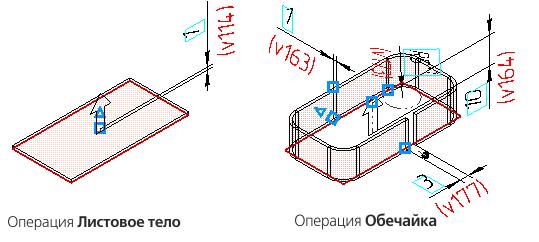 1
(v114)
Операция Листовое тело
1
(v163)
10
(v164)
3
(v177)
Операция Обечайка